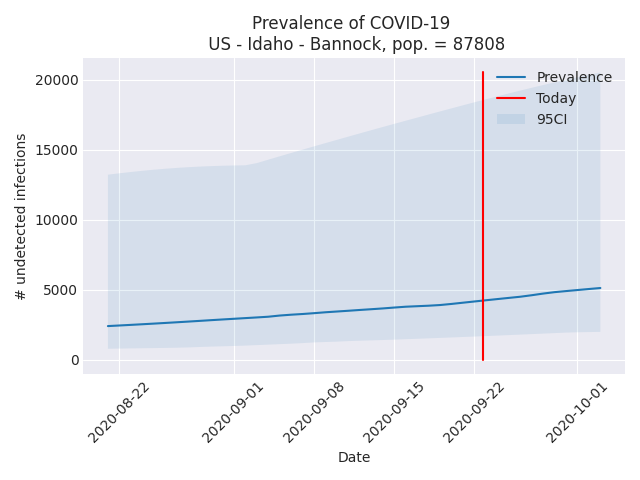 Prevalence of COVID-19
US - Idaho - Bannock, pop. = 87808
# undetected infections
20000
15000
10000
5000
0
Prevalence
Today
95CI
2020-08-22
2020-09-01
2020-09-08
2020-09-15
2020-09-22
2020-10-01
Date